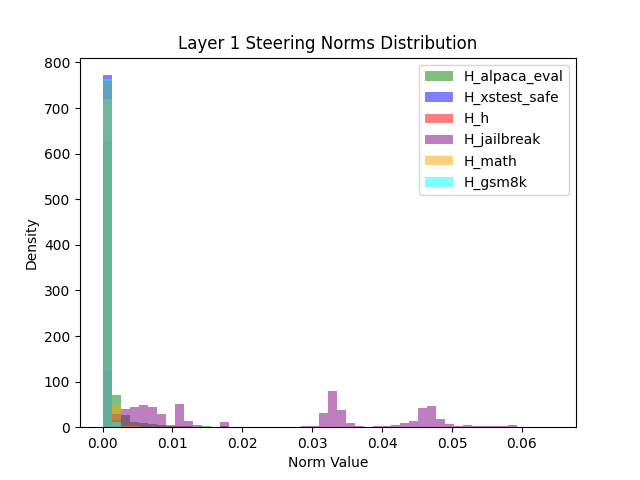 Layer 1 Steering Norms Distribution
800
700
600
500
400
300
200
100
0
Density
H_alpaca_eval
H_xstest_safe
H_h
H_jailbreak
H_math
H_gsm8k
0.00 0.01 0.02 0.03 0.04 0.05 0.06
Norm Value